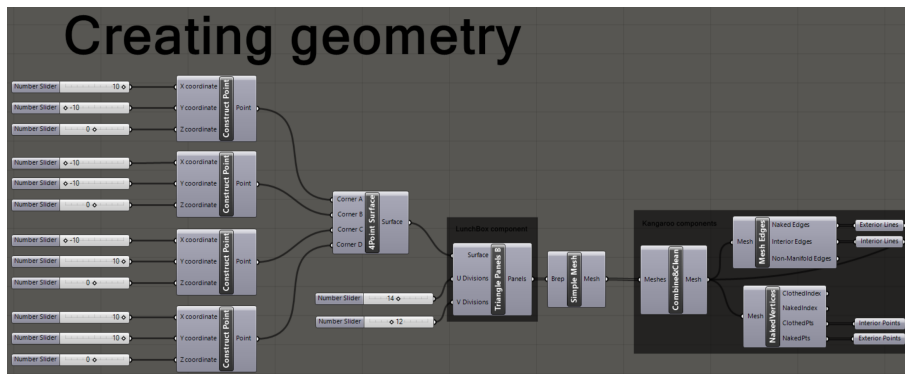 Creating geometry
Number Slider 10
Number Slider -10
Number Slider 0
X coordinate
Y coordinate
Z coordinate
Construct Point
Point
Number Slider -10
Number Slider -10
Number Slider 0
X coordinate
Y coordinate
Z coordinate
Construct Point
Point
Number Slider -10
Number Slider 10
Number Slider 0
X coordinate
Y coordinate
Z coordinate
Construct Point
Point
Number Slider 10
Number Slider 10
Number Slider 0
X coordinate
Y coordinate
Z coordinate
Construct Point
Point
Corner A
Corner B
Corner C
Corner D
4Point Surface
Surface
Number Slider 14
Number Slider 12
LunchBox component
Surface
U Divisions
V Divisions
Triangle Panels B
Panels
Brep
Simple Mesh
Mesh
Kangaroo components
Meshes
Combine&Clean
Mesh
Mesh
Mesh Edges
Naked Edges
Interior Edges
Non-Manifold Edges
Exterior Lines
Interior Lines
Mesh
NakedVertices
ClothedIndex
NakedIndex
ClothedPts
NakedPts
Interior Points
Exterior Points